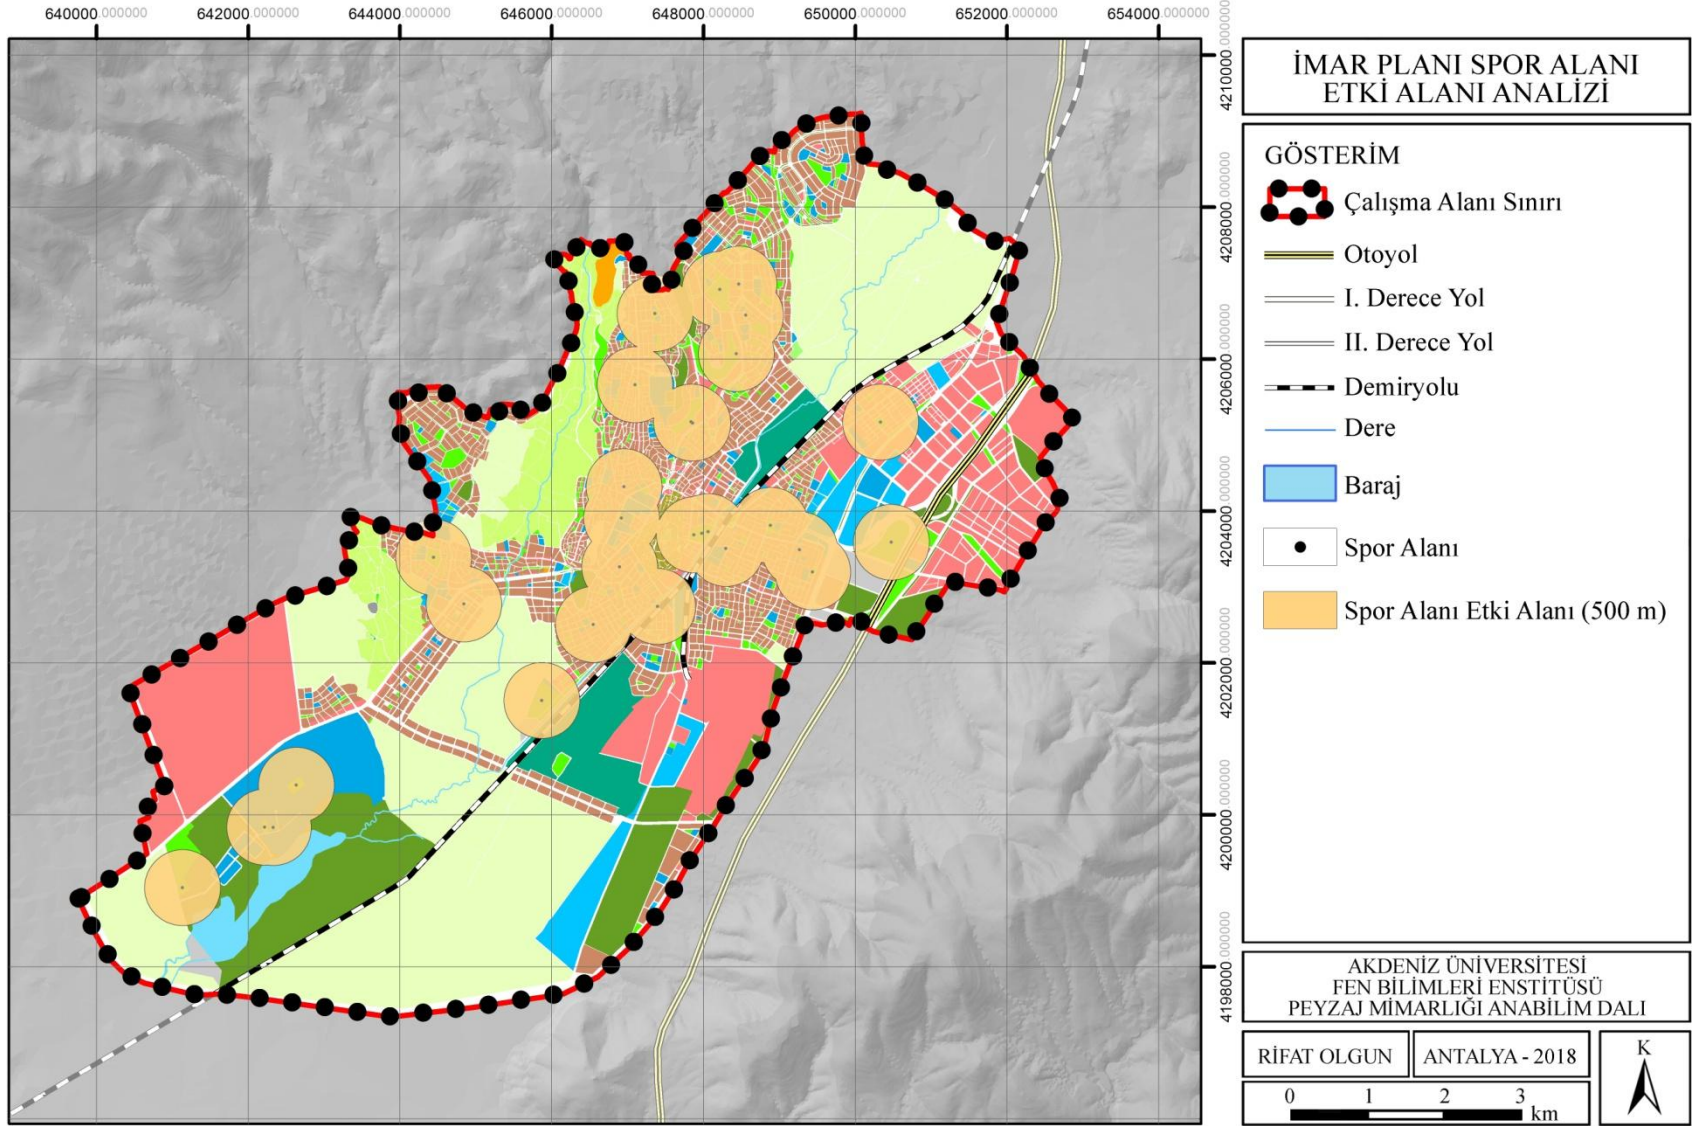 640000.000000 642000.000000 644000.000000 646000.000000 648000.000000 650000.000000 652000.000000 654000.000000
4210000.000000
4208000.000000
4206000.000000
4204000.000000
4202000.000000
4200000.000000
4198000.000000
İMAR PLANI SPOR ALANI
ETKİ ALANI ANALİZİ
GÖSTERİM
Çalışma Alanı Sınırı
Otoyol
I. Derece Yol
II. Derece Yol
Demiryolu
Dere
Baraj
Spor Alanı
Spor Alanı Etki Alanı (500 m)
AKDENİZ ÜNİVERSİTESİ
FEN BİLİMLERİ ENSTİTÜSÜ
PEYZAJ MİMARLIĞI ANABİLİM DALI
RİFAT OLGUN
ANTALYA - 2018
K
0 1 2 3
km